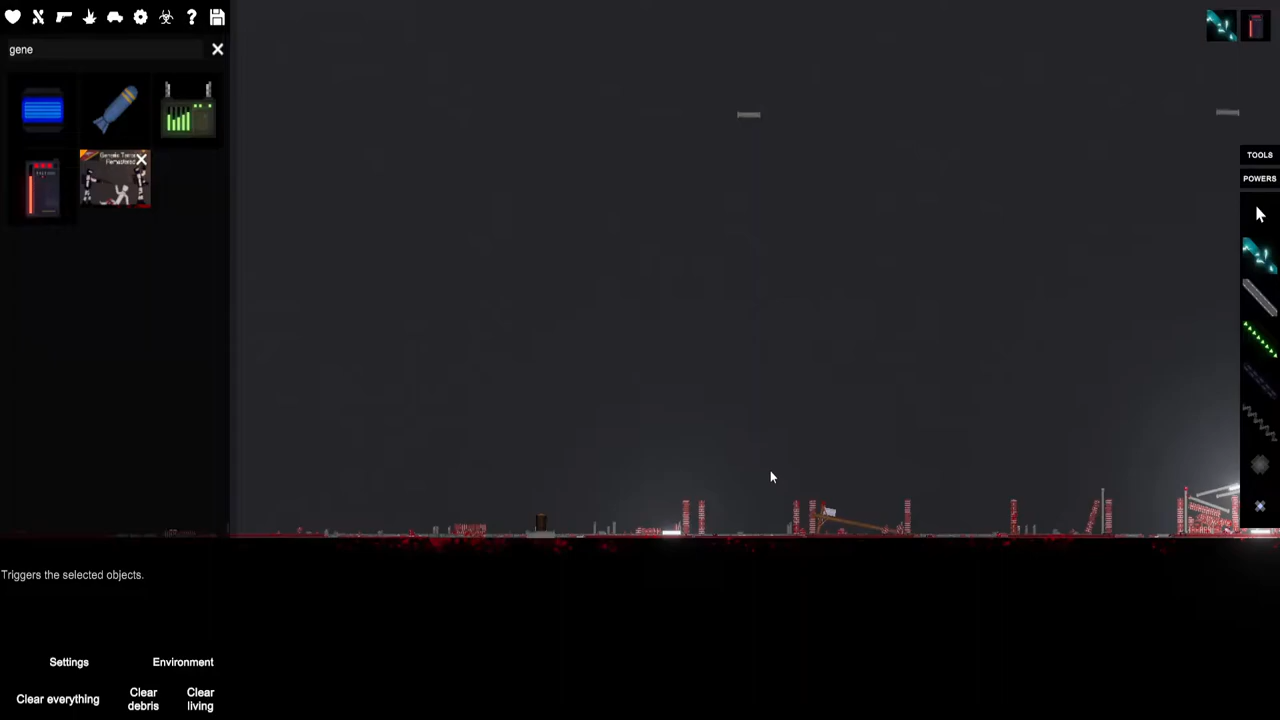 gene
TOOLS
POWERS
Triggers the selected objects.
Settings
Environment
Clear everything
Clear debris
Clear living